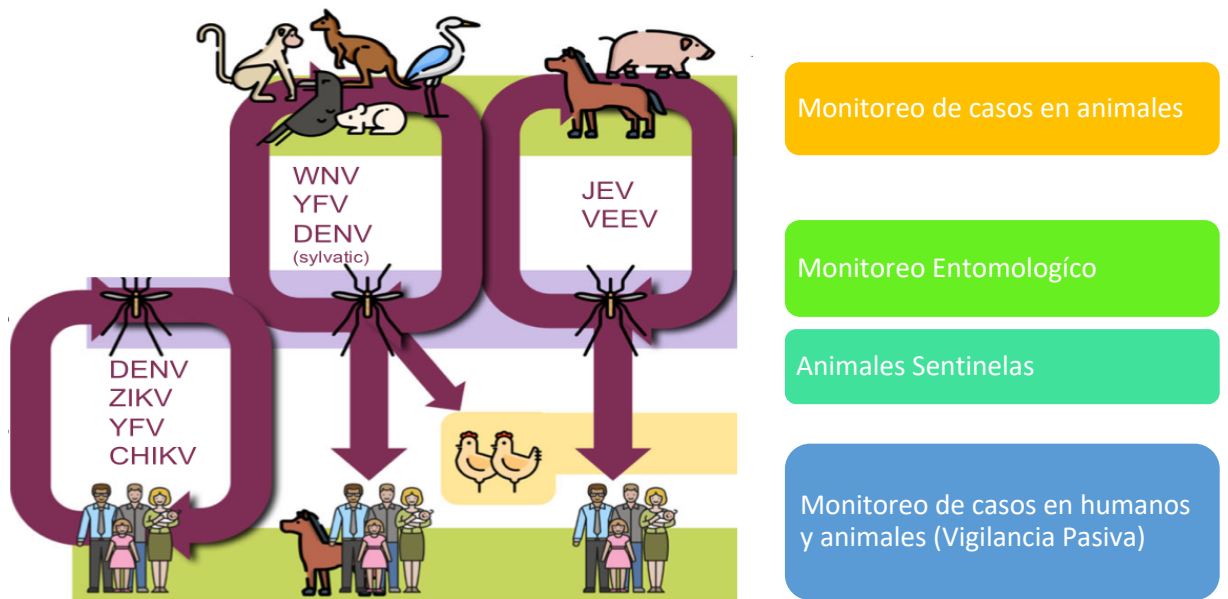 WNV
YFV
DENV
(sylvatic)
JEV
VEEV
DENV
ZIKV
YFV
CHIKV
Monitoreo de casos en animales
Monitoreo Entomologíco
Animales Sentinelas
Monitoreo de casos en humanos
y animales (Vigilancia Pasiva)